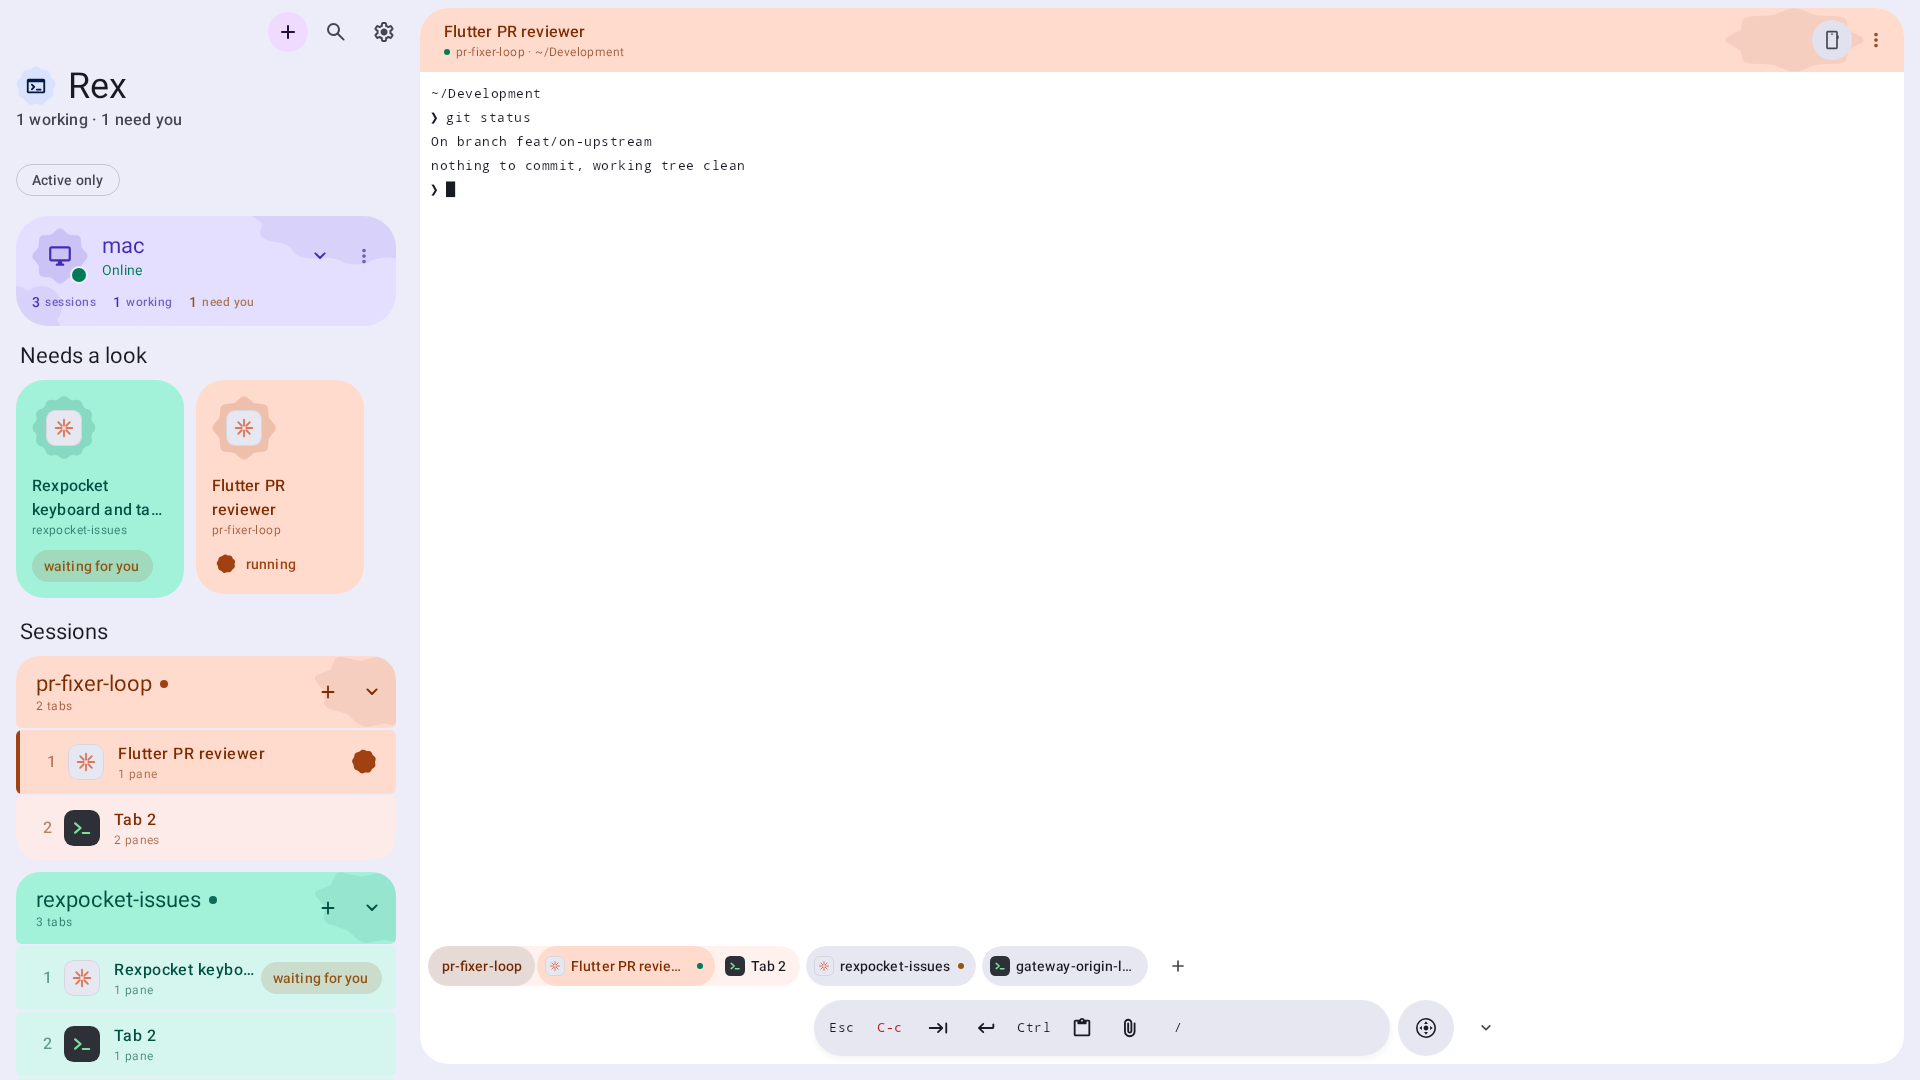 Rex
1 working · 1 need you
Active only
mac
Online
3 sessions 1 working 1 need you
Needs a look
Rexpocket
keyboard and ta...
rexpocket-issues
waiting for you
Flutter PR
reviewer
pr-fixer-loop
running
Sessions
pr-fixer-loop
2 tabs
1 Flutter PR reviewer
1 pane
2 Tab 2
2 panes
rexpocket-issues
3 tabs
1 Rexpocket keybo... waiting for you
1 pane
2 Tab 2
1 pane
Flutter PR reviewer
pr-fixer-loop · ~/Development
~/Development
❯ git status
On branch feat/on-upstream
nothing to commit, working tree clean
❯
pr-fixer-loop Flutter PR revie... Tab 2 rexpocket-issues gateway-origin-l...
Esc C-c Ctrl /